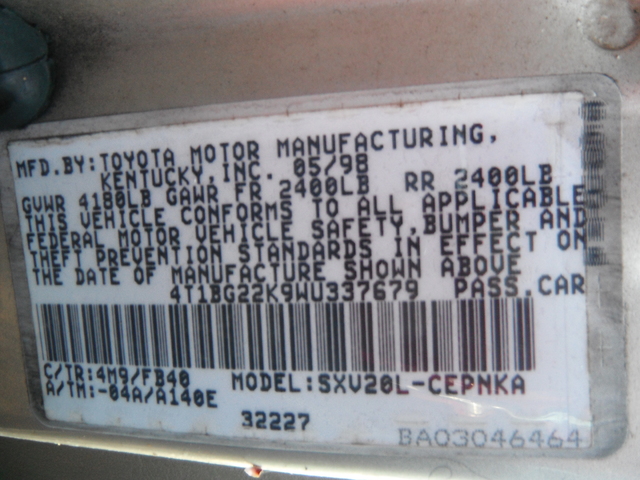 MFD.BY:TOYOTA MOTOR MANUFACTURING,
KENTUCKY,INC. 05/98
GVWR 4180LB GAWR FR 2400LB RR 2400LB
THIS VEHICLE CONFORMS TO ALL APPLICABLE
FEDERAL MOTOR VEHICLE SAFETY,BUMPER AND
THEFT PREVENTION STANDARDS IN EFFECT ON
THE DATE OF MANUFACTURE SHOWN ABOVE
4T1BG22K9WU337679 PASS.CAR
C/TR:4M9/FB40 MODEL:SXV20L-CEPNKA
A/TM:-04A/A140E
32227
BA03046464